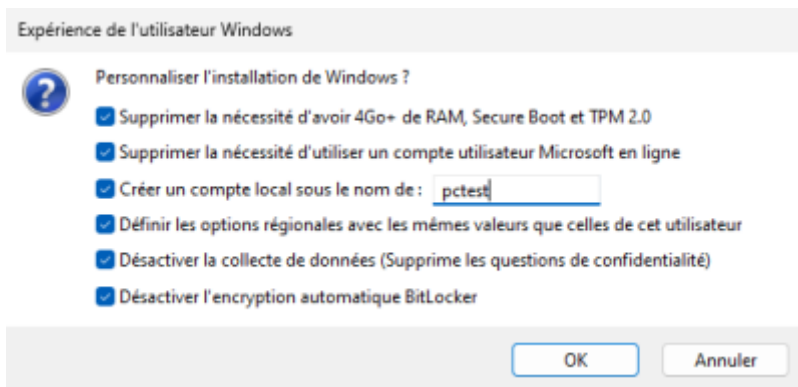 Expérience de l'utilisateur Windows
Personnaliser l'installation de Windows ?
Supprimer la nécessité d'avoir 4Go+ de RAM, Secure Boot et TPM 2.0
Supprimer la nécessité d'utiliser un compte utilisateur Microsoft en ligne
Créer un compte local sous le nom de : pctest
Définir les options régionales avec les mêmes valeurs que celles de cet utilisateur
Désactiver la collecte de données (Supprime les questions de confidentialité)
Désactiver l'encryption automatique BitLocker
OK Annuler